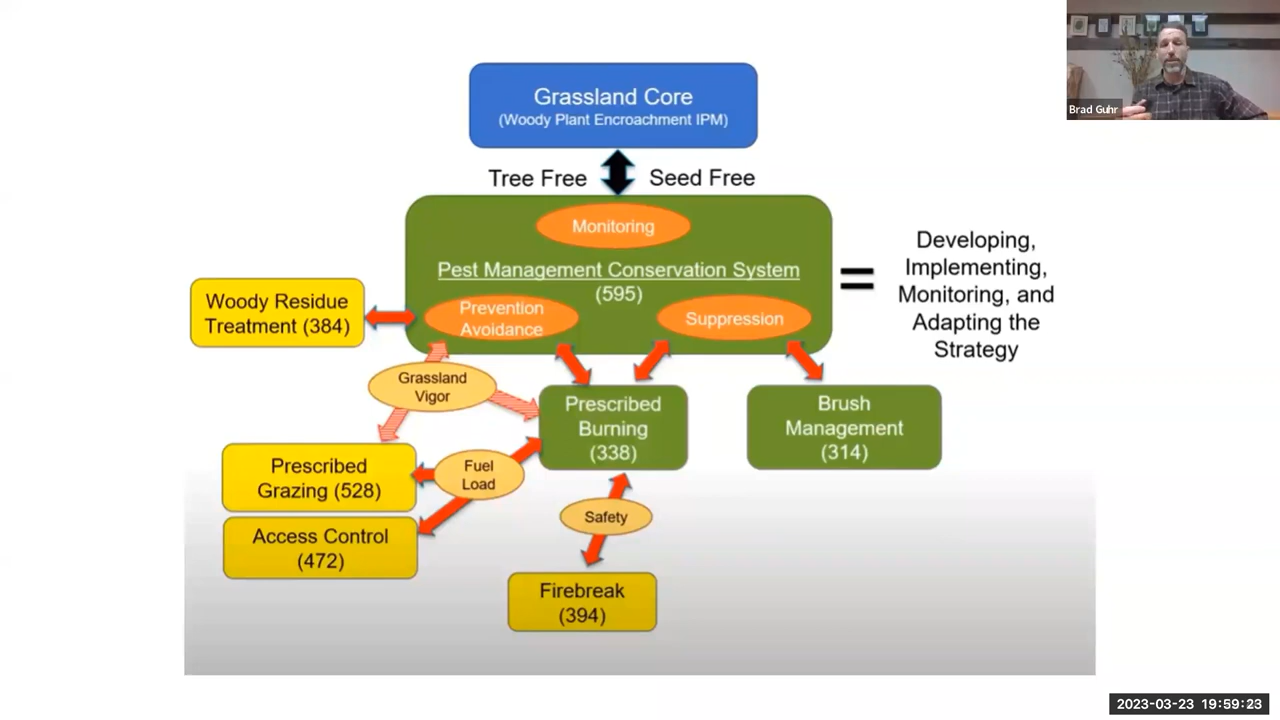 Brad Guhr
Grassland Core
(Woody Plant Encroachment IPM)
Tree Free
Seed Free
Monitoring
Pest Management Conservation System
(595)
Prevention
Avoidance
Suppression
Developing,
Implementing,
Monitoring, and
Adapting the
Strategy
Woody Residue
Treatment (384)
Grassland
Vigor
Prescribed
Burning
(338)
Brush
Management
(314)
Prescribed
Grazing (528)
Fuel
Load
Access Control
(472)
Safety
Firebreak
(394)
2023-03-23 19:59:23